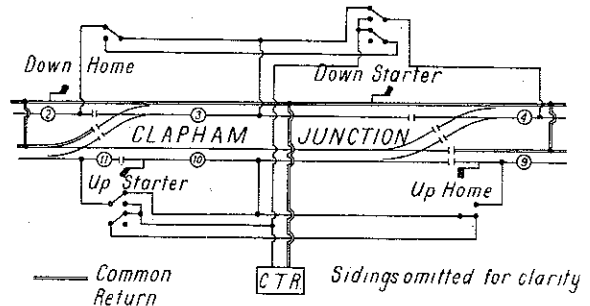 Down Home
Down Starter
2
3
4
CLAPHAM JUNCTION
11
10
9
Up Starter
Up Home
C.T.R.
Common
Return
Sidings omitted for clarity